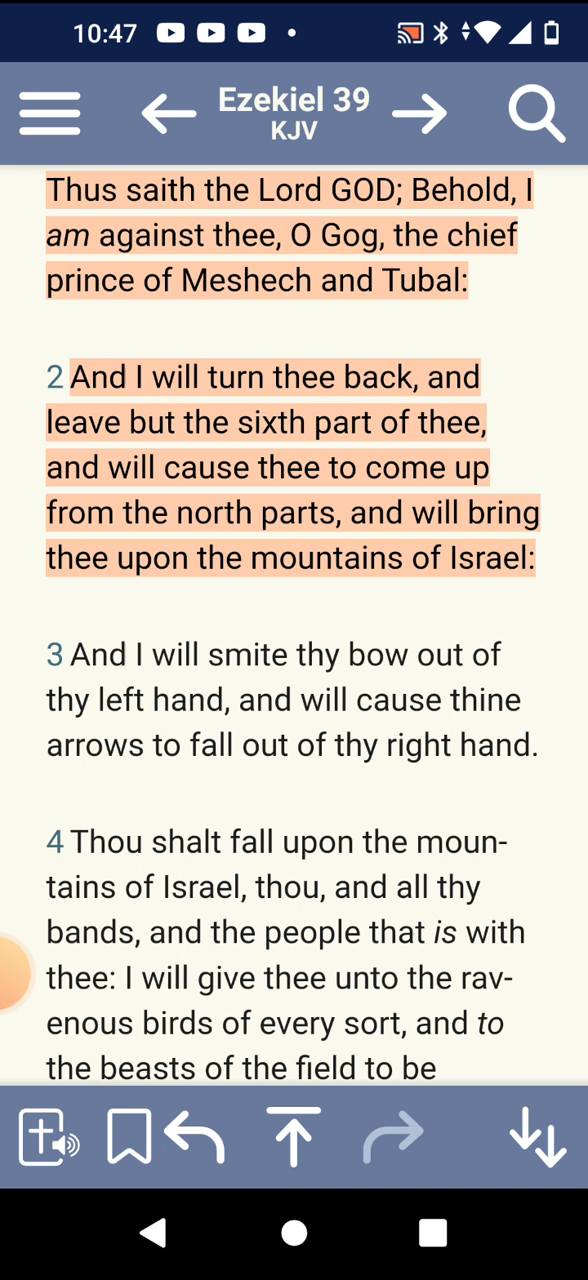 10:47
Ezekiel 39
KJV
Thus saith the Lord GOD; Behold, I
am against thee, O Gog, the chief
prince of Meshech and Tubal:
2 And I will turn thee back, and
leave but the sixth part of thee,
and will cause thee to come up
from the north parts, and will bring
thee upon the mountains of Israel:
3 And I will smite thy bow out of
thy left hand, and will cause thine
arrows to fall out of thy right hand.
4 Thou shalt fall upon the moun-
tains of Israel, thou, and all thy
bands, and the people that is with
thee: I will give thee unto the rav-
enous birds of every sort, and to
the beasts of the field to be